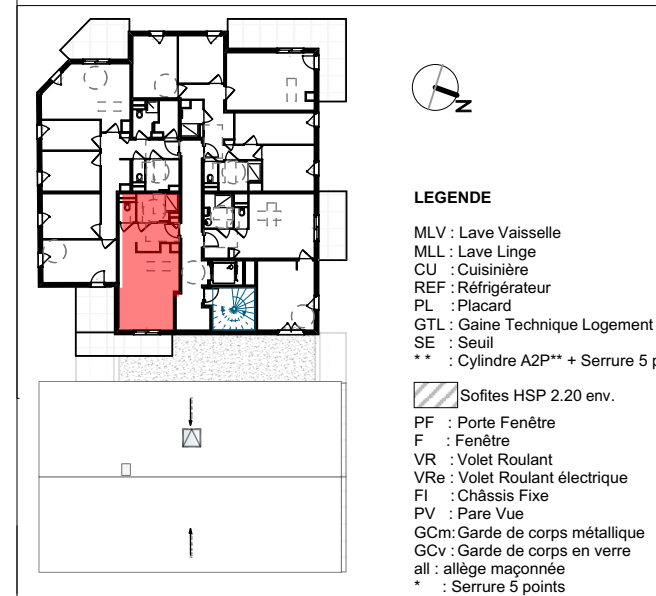 N
LEGENDE
MLV : Lave Vaisselle
MLL : Lave Linge
CU : Cuisinière
REF : Réfrigérateur
PL : Placard
GTL : Gaine Technique Logement
SE : Seuil
* * : Cylindre A2P** + Serrure 5 p
Sofites HSP 2.20 env.
PF : Porte Fenêtre
F : Fenêtre
VR : Volet Roulant
VRe : Volet Roulant électrique
FI : Châssis Fixe
PV : Pare Vue
GCm: Garde de corps métallique
GCv : Garde de corps en verre
all : allège maçonnée
* : Serrure 5 points